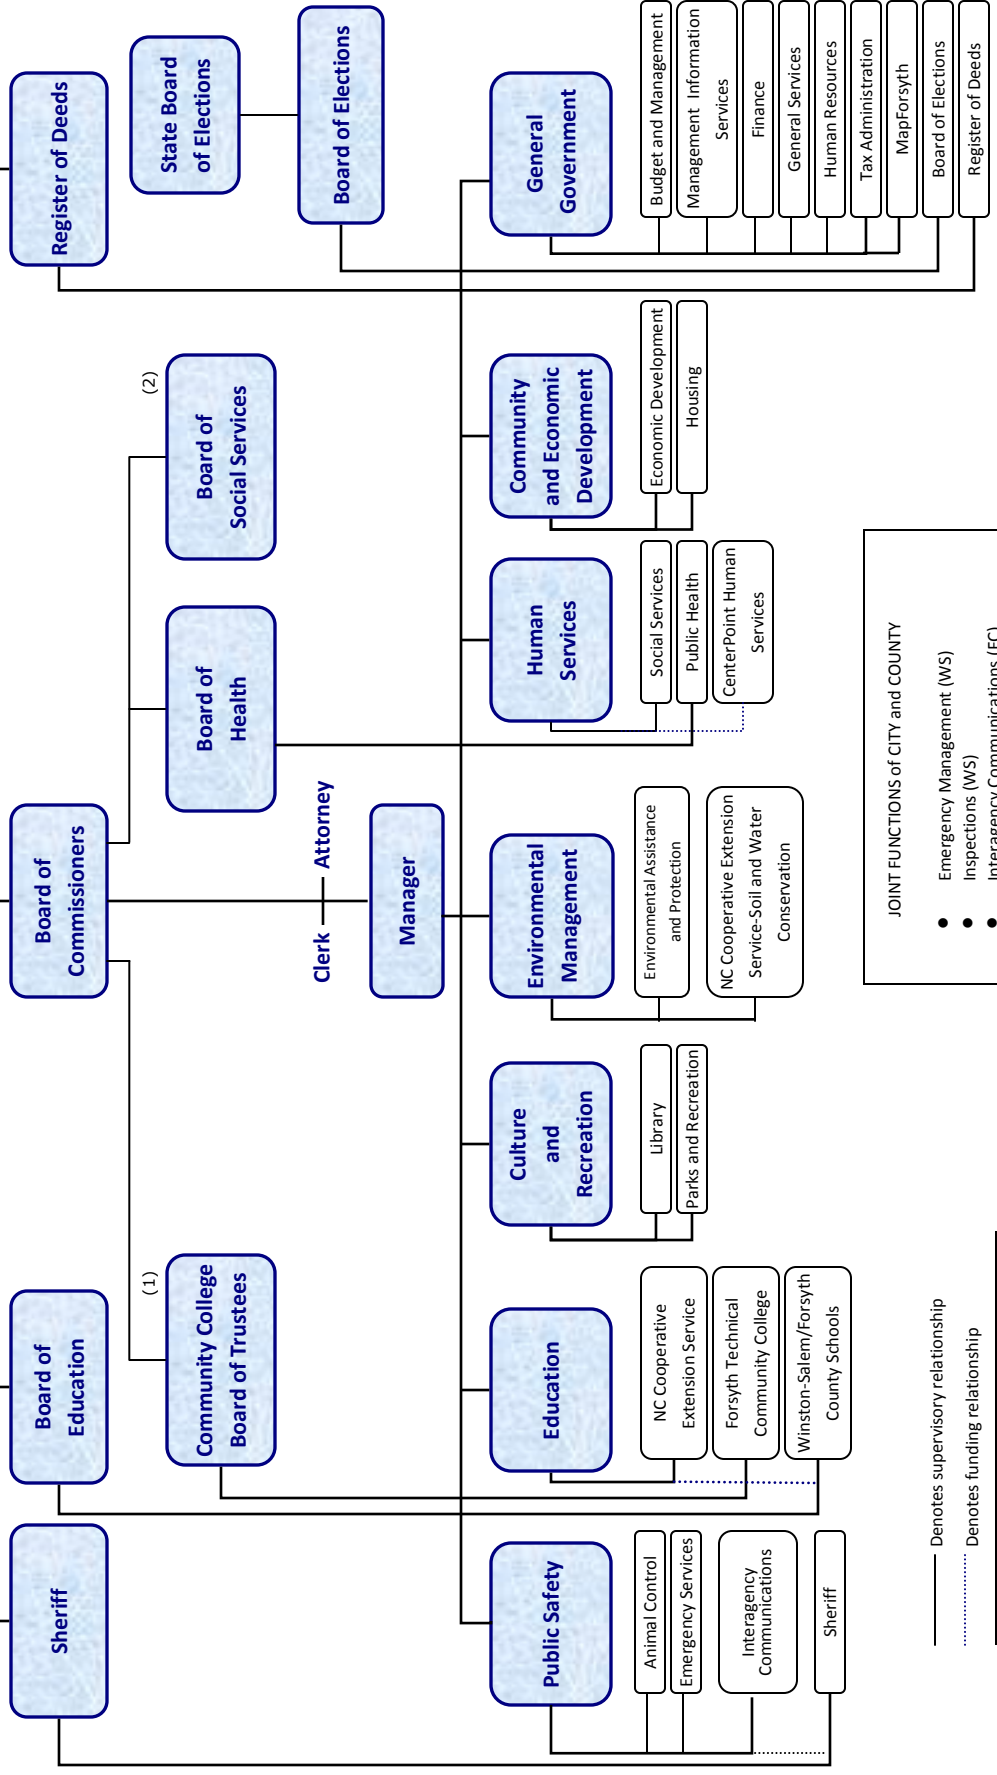 Sheriff
Board of
Education
Board of
Commissioners
Register of Deeds
State Board
of Elections
(1)
Community College
Board of Trustees
Board of
Health
(2)
Board of
Social Services
Board of Elections
Clerk
Attorney
Manager
Public Safety
Animal Control
Emergency Services
Interagency
Communications
Sheriff
Education
NC Cooperative
Extension Service
Forsyth Technical
Community College
Winston-Salem/Forsyth
County Schools
Culture
and
Recreation
Library
Parks and Recreation
Environmental
Management
Environmental Assistance
and Protection
NC Cooperative Extension
Service-Soil and Water
Conservation
Human
Services
Social Services
Public Health
CenterPoint Human
Services
Community
and Economic
Development
Economic Development
Housing
General
Government
Budget and Management
Management Information
Services
Finance
General Services
Human Resources
Tax Administration
MapForsyth
Board of Elections
Register of Deeds
Denotes supervisory relationship
Denotes funding relationship
JOINT FUNCTIONS of CITY and COUNTY
● Emergency Management (WS)
● Inspections (WS)
● Interagency Communications (FC)